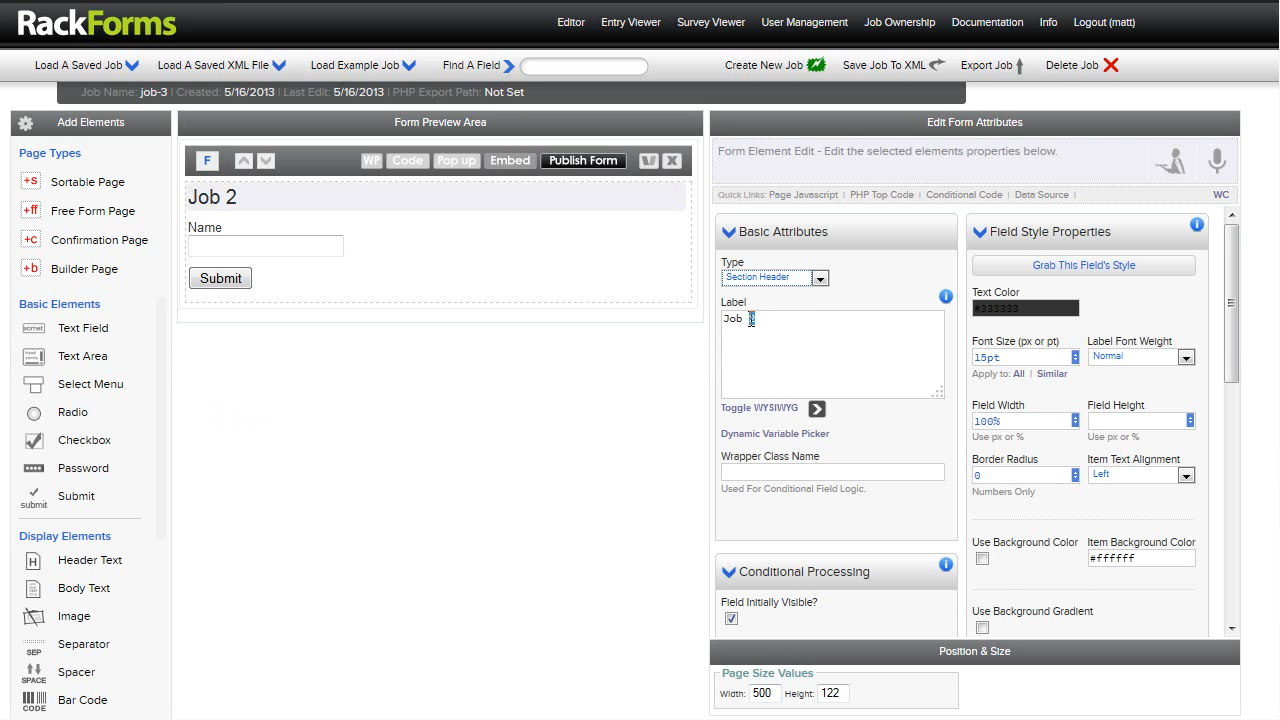 RackForms
Editor Entry Viewer Survey Viewer User Management Job Ownership Documentation Info Logout (matt)
Load A Saved Job Load A Saved XML File Load Example Job Find A Field Create New Job Save Job To XML Export Job Delete Job
Job Name: job-3 | Created: 5/16/2013 | Last Edit: 5/16/2013 | PHP Export Path: Not Set
Add Elements
Page Types
+s Sortable Page
+ff Free Form Page
+c Confirmation Page
+b Builder Page
Basic Elements
Text Field
Text Area
Select Menu
Radio
Checkbox
Password
submit Submit
Display Elements
H Header Text
Body Text
Image
SEP Separator
SPACE Spacer
CODE Bar Code
Form Preview Area
F WP Code Pop up Embed Publish Form X
Job 2
Name
Submit
Edit Form Attributes
Form Element Edit - Edit the selected elements properties below.
Quick Links: Page Javascript | PHP Top Code | Conditional Code | Data Source | WC
Basic Attributes
Type
Section Header
Label
Job
Toggle WYSIWYG
Dynamic Variable Picker
Wrapper Class Name
Used For Conditional Field Logic.
Conditional Processing
Field Initially Visible?
Field Style Properties
Grab This Field's Style
Text Color
#333333
Font Size (px or pt) Label Font Weight
15pt Normal
Apply to: All | Similar
Field Width Field Height
100%
Use px or % Use px or %
Border Radius Item Text Alignment
0 Left
Numbers Only
Use Background Color Item Background Color
#ffffff
Use Background Gradient
Position & Size
Page Size Values
Width: 500 Height: 122